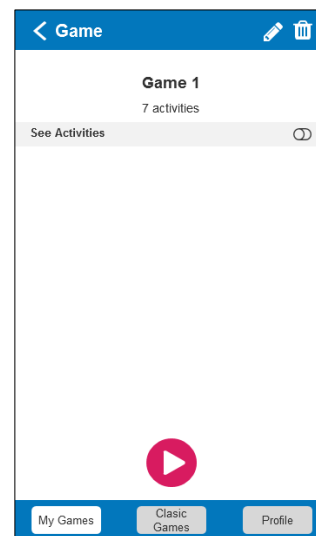 Game
Game 1
7 activities
See Activities
My Games
Clasic
Games
Profile